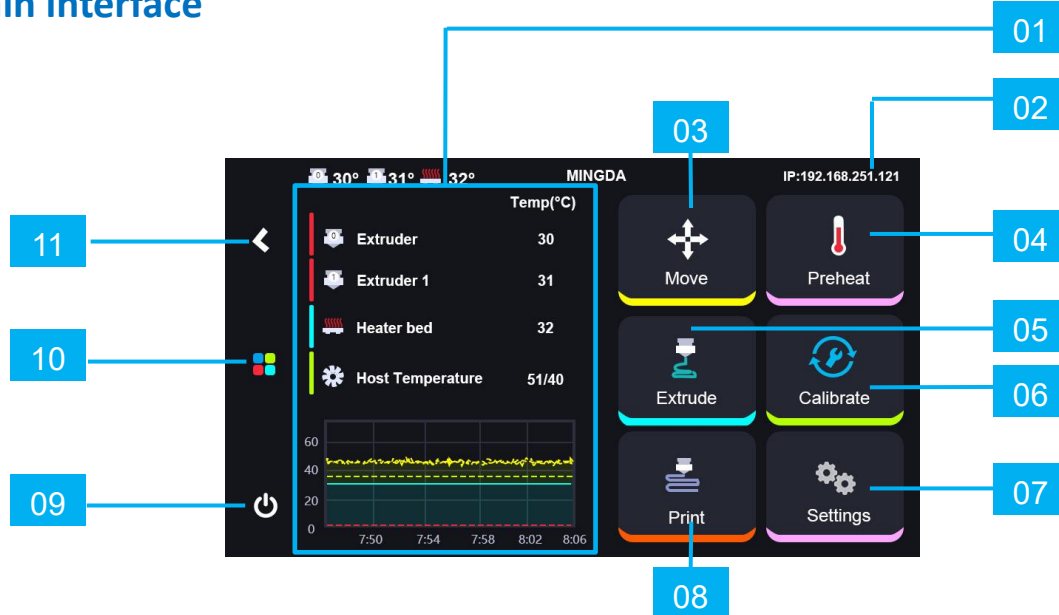 in Interface
01
02
03
30° 31° 32° MINGDA IP:192.168.251.121
Temp(°C)
0 Extruder 30
1 Extruder 1 31
Heater bed 32
Host Temperature 51/40
60
40
20
0
7:50 7:54 7:58 8:02 8:06
Move
Preheat
Extrude
Calibrate
Print
Settings
04
05
06
07
08
09
10
11